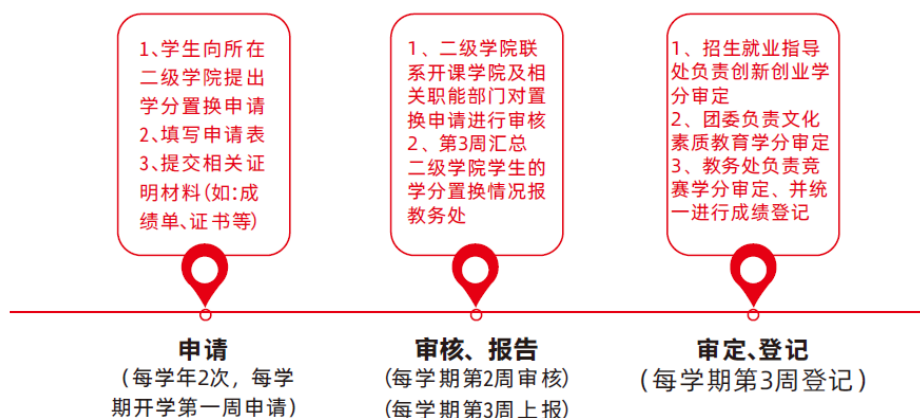 1、学生向所在
二级学院提出
学分置换申请
2、填写申请表
3、提交相关证
明材料(如:成
绩单、证书等)
1、二级学院联
系开课学院及相
关职能部门对置
换申请进行审核
2、第3周汇总
二级学院学生的
学分置换情况报
教务处
1、招生就业指导
处负责创新创业学
分审定
2、团委负责文化
素质教育学分审定
3、教务处负责竞
赛学分审定、并统
一进行成绩登记
申请
(每学年2次，每学
期开学第一周申请)
审核、报告
(每学期第2周审核)
(每学期第3周上报)
审定、登记
(每学期第3周登记)